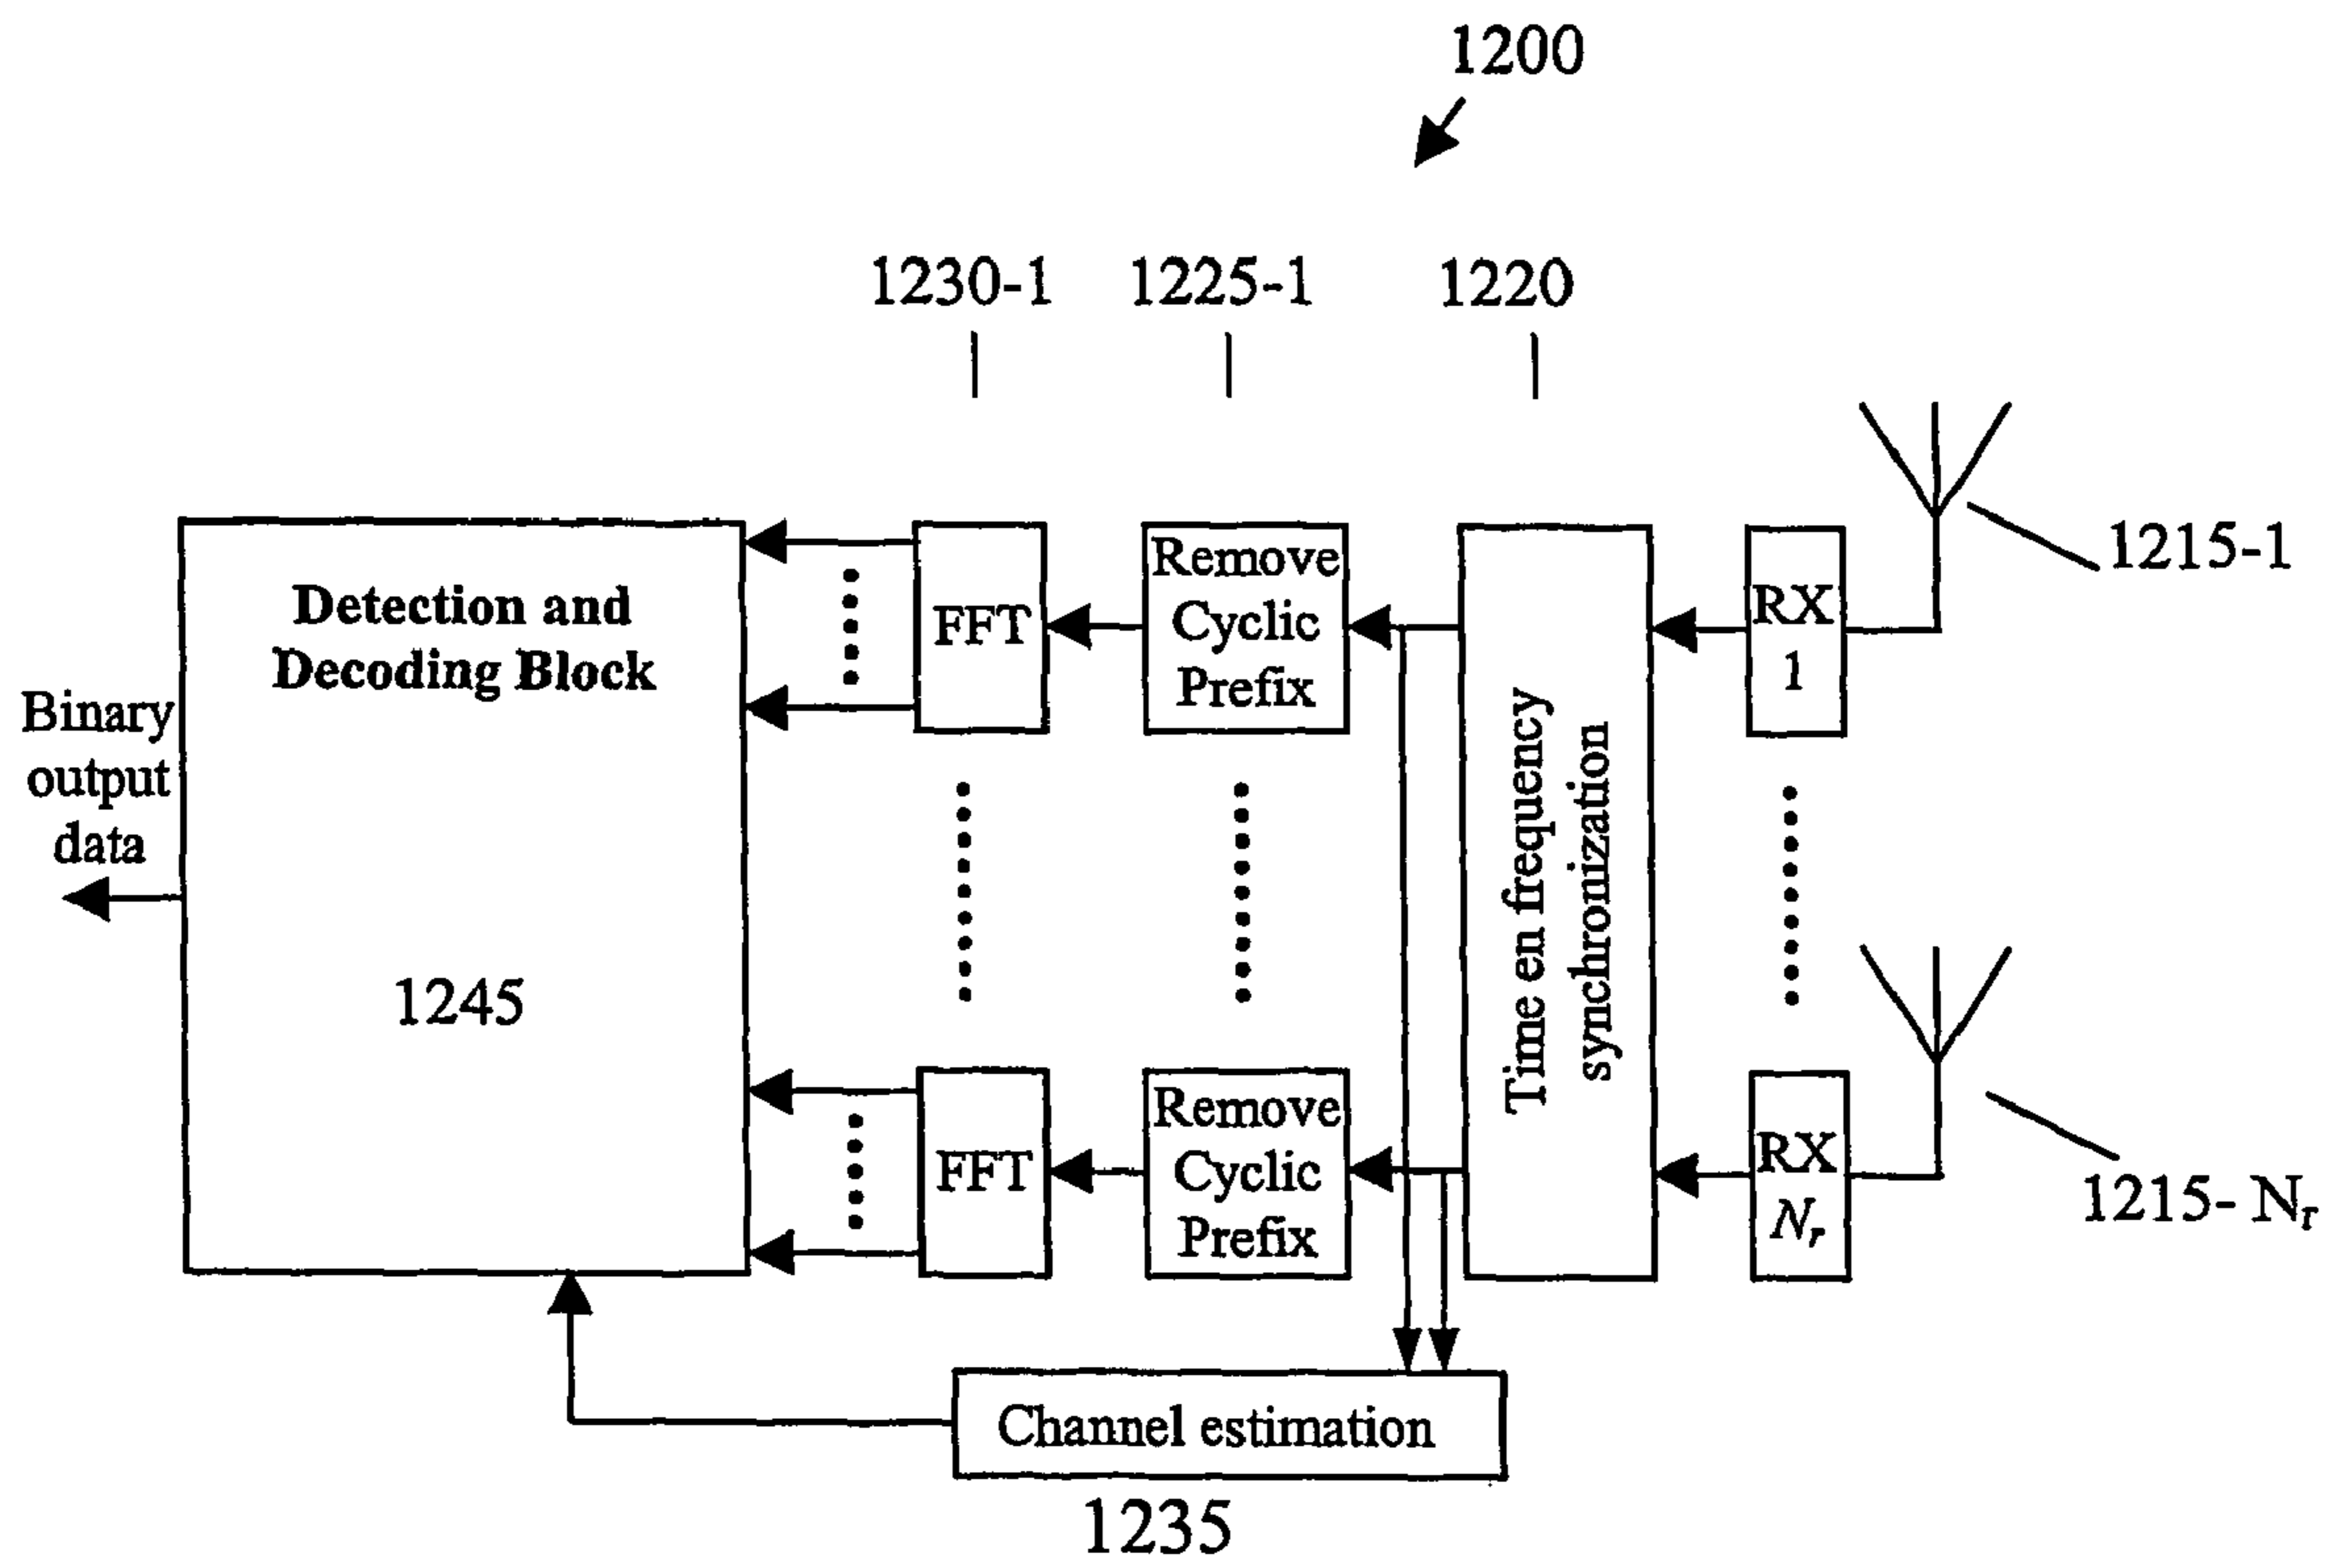 1200
1230-1
1225-1
1220
1215-1
Detection and
Decoding Block
FFT
Remove
Cyclic
Prefix
RX
1
Time en frequency
synchronization
Binary
output
data
1245
FFT
Remove
Cyclic
Prefix
RX
Nr
1215- Nr
Channel estimation
1235